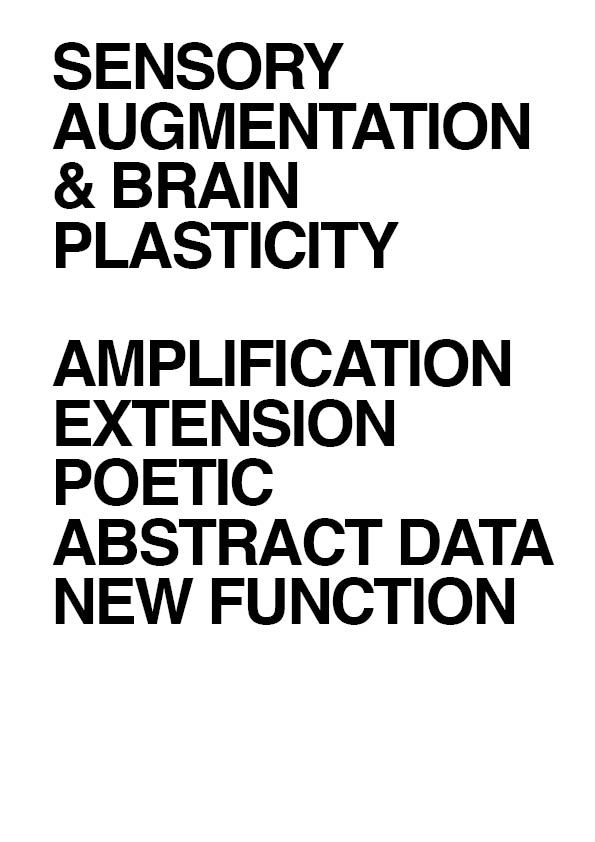 SENSORY
AUGMENTATION
& BRAIN
PLASTICITY
AMPLIFICATION
EXTENSION
POETIC
ABSTRACT DATA
NEW FUNCTION